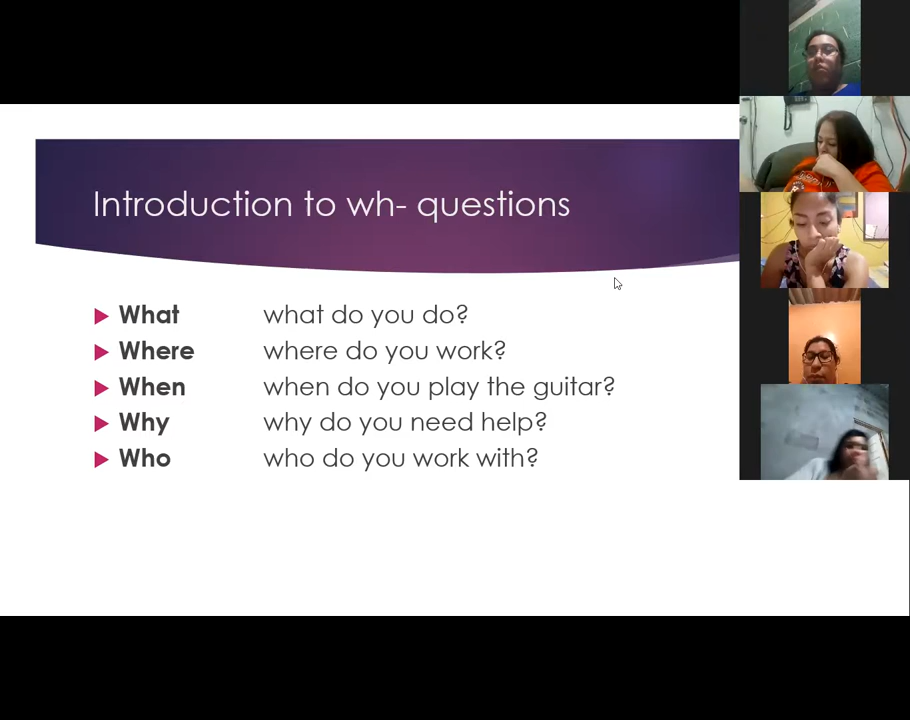 Introduction to wh- questions
What what do you do?
Where where do you work?
When when do you play the guitar?
Why why do you need help?
Who who do you work with?